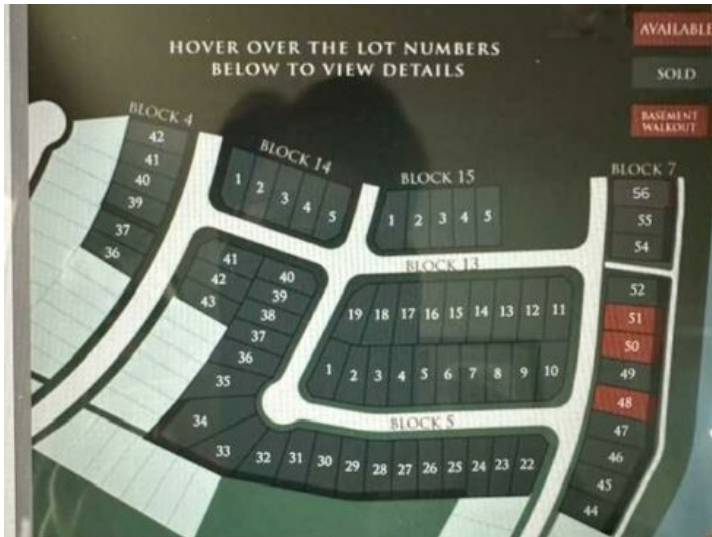 HOVER OVER THE LOT NUMBERS
BELOW TO VIEW DETAILS
AVAILABLE
SOLD
BASEMENT
WALKOUT
BLOCK 4
42
41
40
39
37
36
BLOCK 14
1 2 3 4 5
BLOCK 15
1 2 3 4 5
BLOCK 7
56
55
54
52
51
50
49
48
47
46
45
44
BLOCK 13
19 18 17 16 15 14 13 12 11
1 2 3 4 5 6 7 8 9 10
41 40
42 39
43 38
37
36
35
34
BLOCK 5
33 32 31 30 29 28 27 26 25 24 23 22